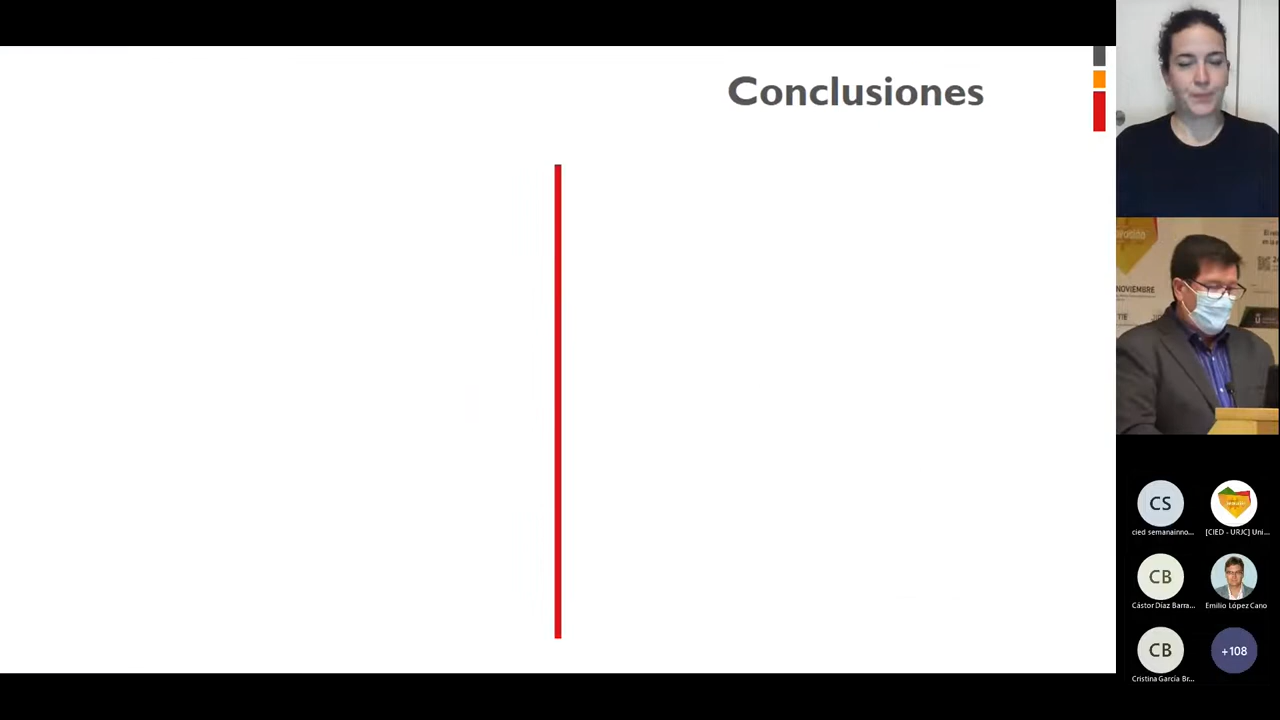 Conclusiones
NOVIEMBRE
CS
cied semanainno...
[CIED - URJC] Uni...
CB
Cástor Díaz Barra...
Emilio López Cano
CB
Cristina García Br...
+108